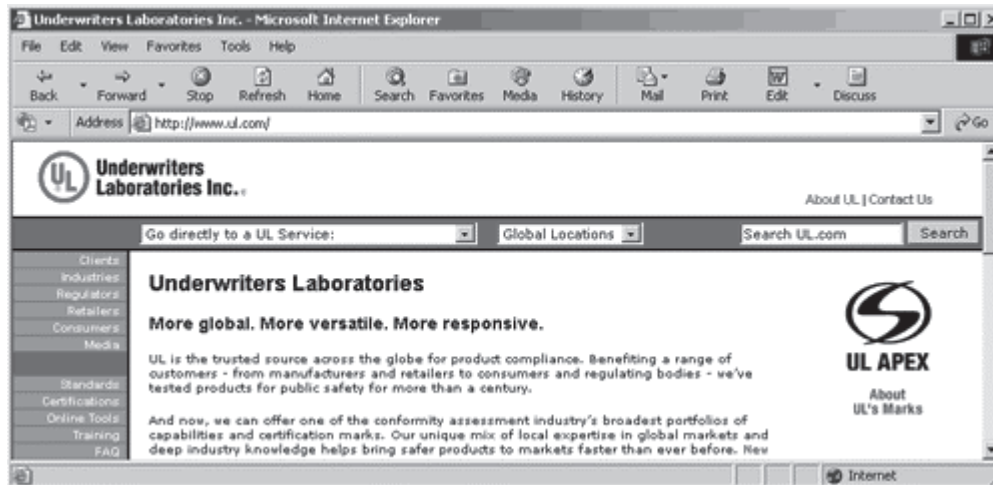 Underwriters Laboratories Inc. - Microsoft Internet Explorer
File Edit View Favorites Tools Help
Back Forward Stop Refresh Home Search Favorites Media History Mail Print Edit Discuss
Address http://www.ul.com/ Go
UL Underwriters
Laboratories Inc.
About UL | Contact Us
Go directly to a UL Service: Global Locations Search UL.com Search
Clients
Industries
Regulators
Retailers
Consumers
Media
Standards
Certifications
Online Tools
Training
FAQ
Underwriters Laboratories
More global. More versatile. More responsive.
UL is the trusted source across the globe for product compliance. Benefiting a range of
customers - from manufacturers and retailers to consumers and regulating bodies - we've
tested products for public safety for more than a century.
And now, we can offer one of the conformity assessment industry's broadest portfolios of
capabilities and certification marks. Our unique mix of local expertise in global markets and
deep industry knowledge helps bring safer products to markets faster than ever before. New
UL APEX
About
UL's Marks
Internet